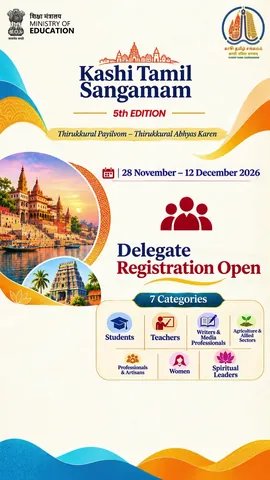 शिक्षा मंत्रालय
MINISTRY OF
EDUCATION
Kashi Tamil
Sangamam
5th EDITION
Thirukkural Payilvom – Thirukkural Abhyas Karen
28 November – 12 December 2026
Delegate
Registration Open
7 Categories
Students
Teachers
Writers &
Media
Professionals
Agriculture &
Allied
Sectors
Professionals
& Artisans
Women
Spiritual
Leaders